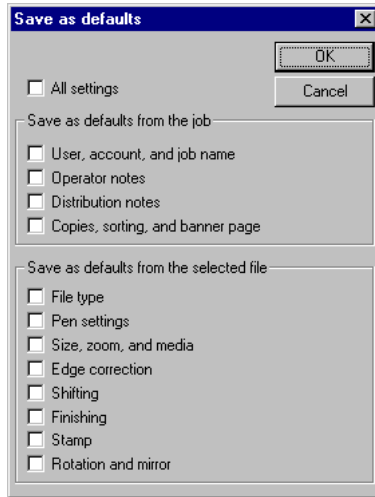 Save as defaults
OK
All settings
Cancel
Save as defaults from the job
User, account, and job name
Operator notes
Distribution notes
Copies, sorting, and banner page
Save as defaults from the selected file
File type
Pen settings
Size, zoom, and media
Edge correction
Shifting
Finishing
Stamp
Rotation and mirror